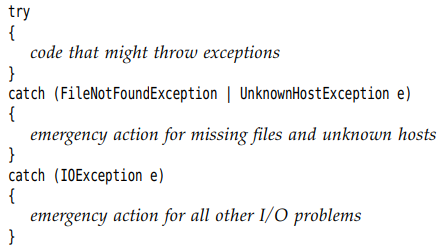 try
{
code that might throw exceptions
}
catch (FileNotFoundException | UnknownHostException e)
{
emergency action for missing files and unknown hosts
}
catch (IOException e)
{
emergency action for all other I/O problems
}